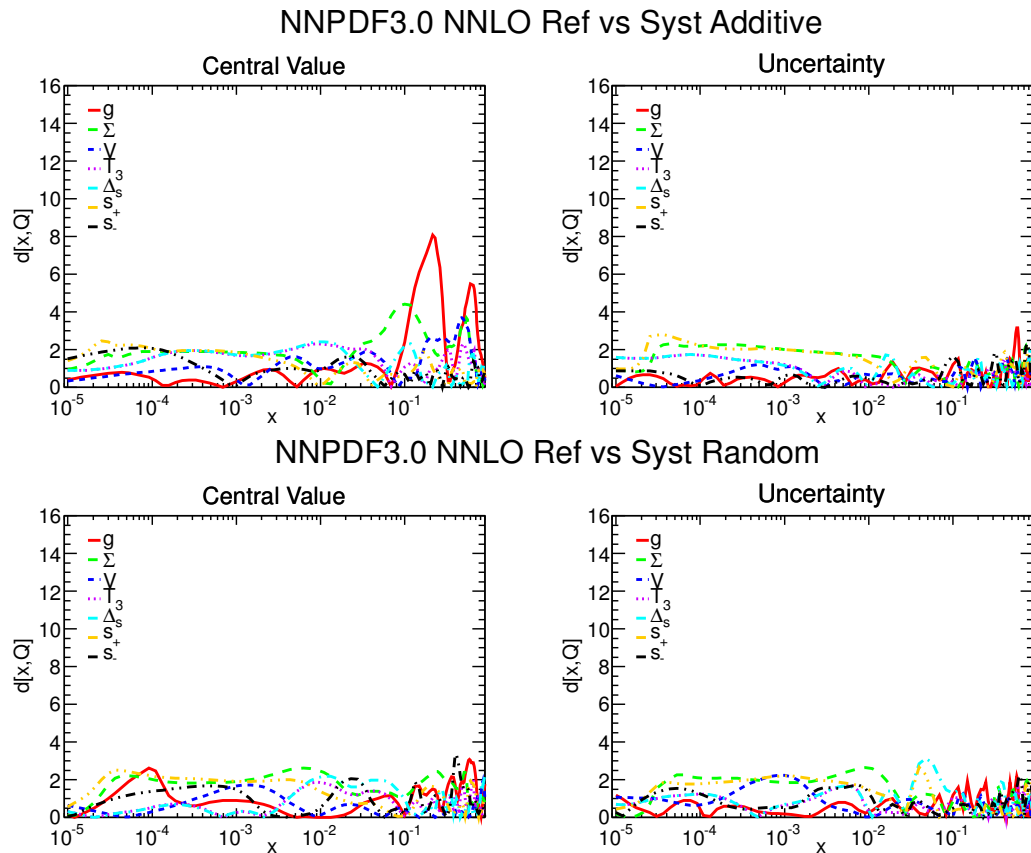 NNPDF3.0 NNLO Ref vs Syst Additive
Central Value
d[x,Q]
16
14
12
10
8
6
4
2
0
g
Σ
V
T₃
Δₛ
s₊
s₋
10⁻⁵ 10⁻⁴ 10⁻³ 10⁻² 10⁻¹
x
Uncertainty
d[x,Q]
16
14
12
10
8
6
4
2
0
g
Σ
V
T₃
Δₛ
s₊
s₋
10⁻⁵ 10⁻⁴ 10⁻³ 10⁻² 10⁻¹
x
NNPDF3.0 NNLO Ref vs Syst Random
Central Value
d[x,Q]
16
14
12
10
8
6
4
2
0
g
Σ
V
T₃
Δₛ
s₊
s₋
10⁻⁵ 10⁻⁴ 10⁻³ 10⁻² 10⁻¹
x
Uncertainty
d[x,Q]
16
14
12
10
8
6
4
2
0
g
Σ
V
T₃
Δₛ
s₊
s₋
10⁻⁵ 10⁻⁴ 10⁻³ 10⁻² 10⁻¹
x